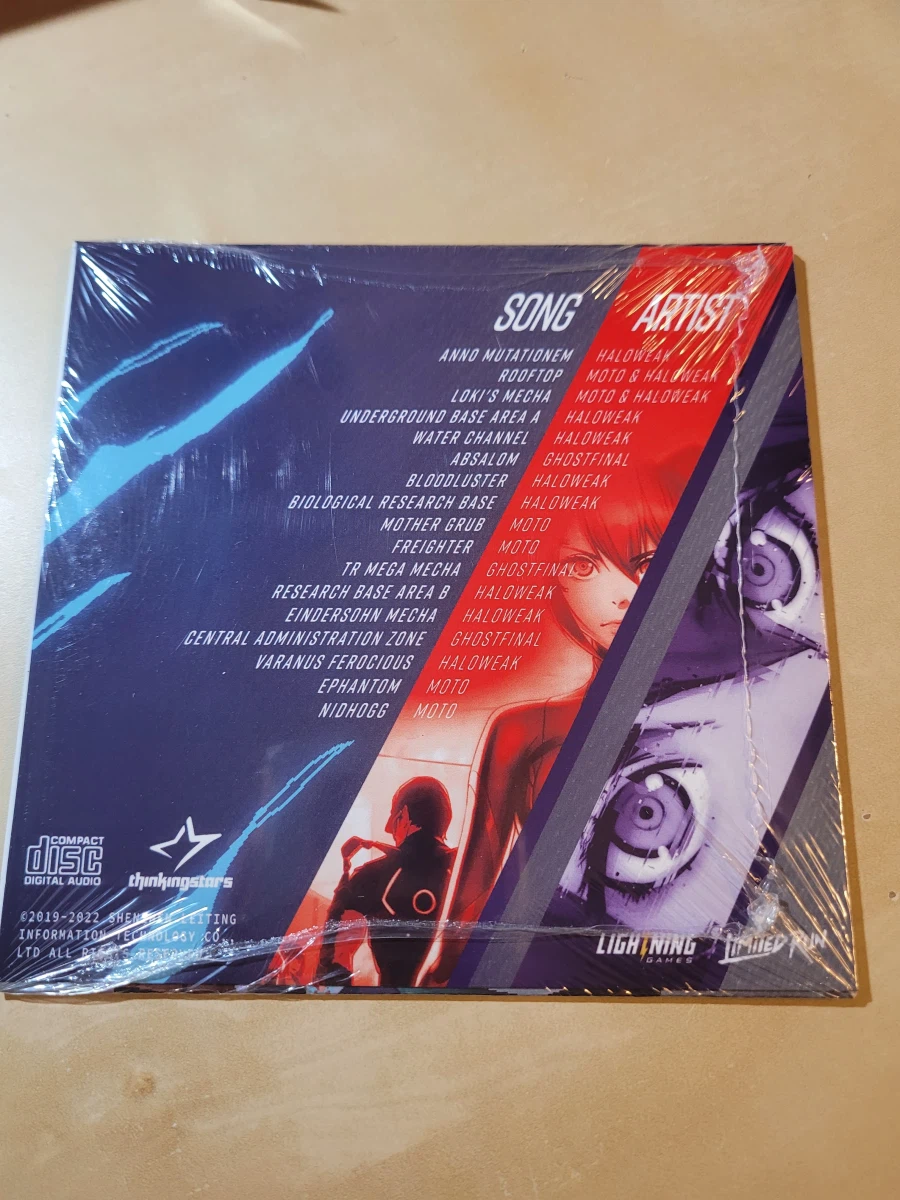 SONG ARTIST
ANNO MUTATIONEM HALOWEAK
ROOFTOP MOTO & HALOWEAK
LOKI'S MECHA MOTO & HALOWEAK
UNDERGROUND BASE AREA A HALOWEAK
WATER CHANNEL HALOWEAK
ABSALOM GHOSTFINAL
BLOODLUSTER HALOWEAK
BIOLOGICAL RESEARCH BASE HALOWEAK
MOTHER GRUB MOTO
FREIGHTER MOTO
TR MEGA MECHA GHOSTFINAL
RESEARCH BASE AREA B HALOWEAK
EINDERSOHN MECHA HALOWEAK
CENTRAL ADMINISTRATION ZONE GHOSTFINAL
VARANUS FEROCIOUS HALOWEAK
EPHANTOM MOTO
NIDHOGG MOTO
COMPACT
disc
DIGITAL AUDIO
thinkingstars
©2019-2022 LEITING
INFORMATION TECHNOLOGY CO.
LTD ALL
LIGHTNING
GAMES
LIMITED RUN